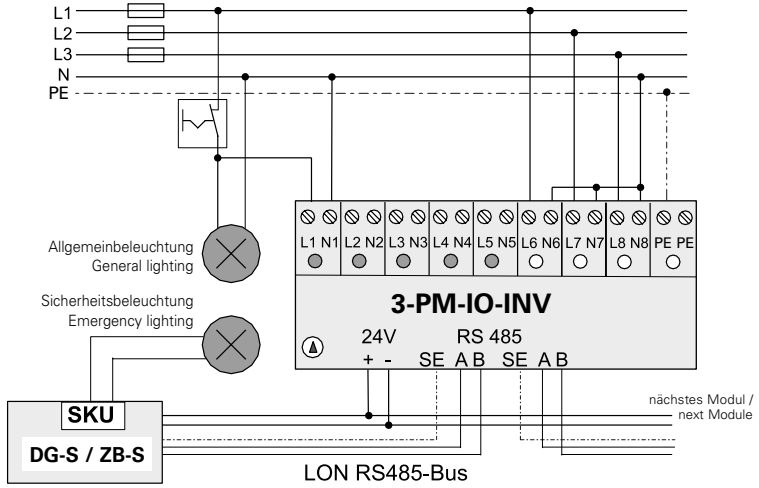 L1
L2
L3
N
PE
L1 N1 L2 N2 L3 N3 L4 N4 L5 N5 L6 N6 L7 N7 L8 N8 PE PE
Allgemeinbeleuchtung
General lighting
Sicherheitsbeleuchtung
Emergency lighting
3-PM-IO-INV
24V RS 485
+ - SE A B SE A B
nächstes Modul /
next Module
SKU
DG-S / ZB-S
LON RS485-Bus